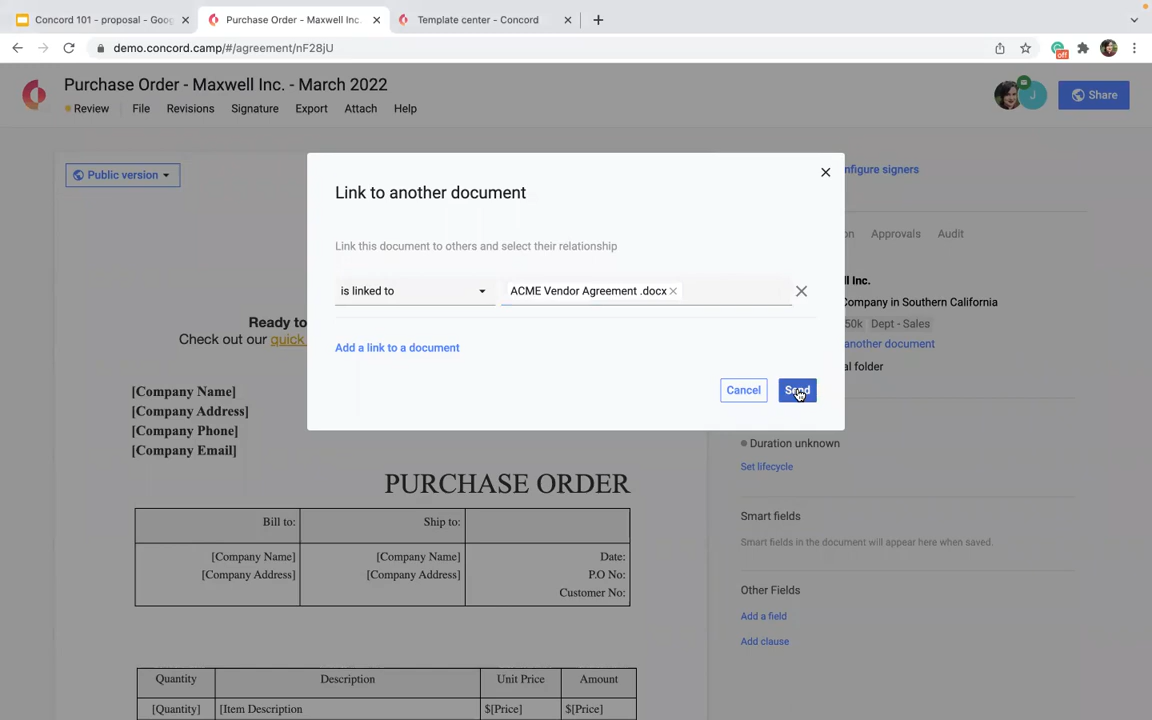 Concord 101 - proposal - Goog
Purchase Order - Maxwell Inc.
Template center - Concord
demo.concord.camp/#/agreement/nF28jU
off
Purchase Order - Maxwell Inc. - March 2022
Review File Revisions Signature Export Attach Help
J
Share
Public version
Link to another document
Link this document to others and select their relationship
is linked to
ACME Vendor Agreement .docx
Add a link to a document
Cancel
Send
nfigure signers
on Approvals Audit
ll Inc.
Company in Southern California
50k Dept - Sales
another document
al folder
Duration unknown
Set lifecycle
Smart fields
Smart fields in the document will appear here when saved.
Other Fields
Add a field
Add clause
Ready to
Check out our quick
[Company Name]
[Company Address]
[Company Phone]
[Company Email]
PURCHASE ORDER
Bill to: Ship to:
[Company Name] [Company Name] Date:
[Company Address] [Company Address] P.O No:
Customer No:
Quantity Description Unit Price Amount
[Quantity] [Item Description $[Price] $[Price]